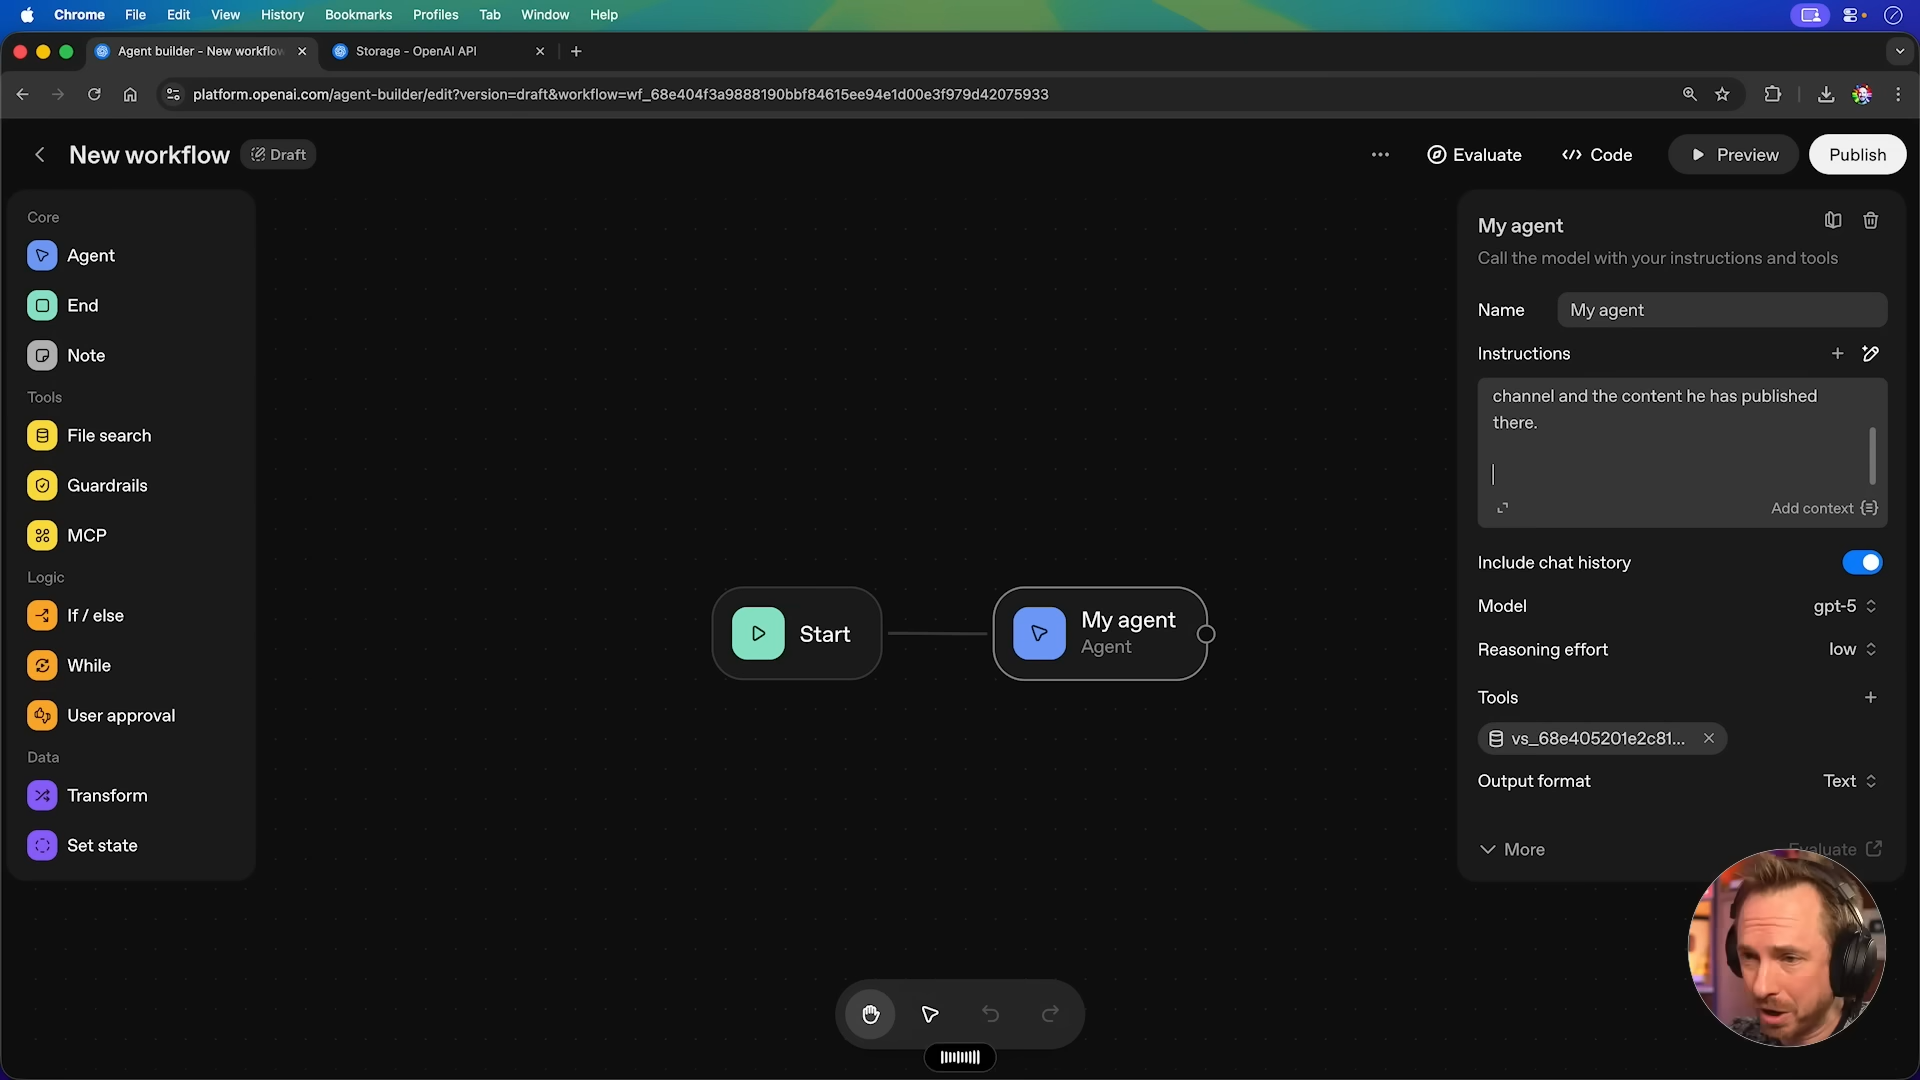 Chrome File Edit View History Bookmarks Profiles Tab Window Help
Agent builder - New workflow
Storage - OpenAI API
platform.openai.com/agent-builder/edit?version=draft&workflow=wf_68e404f3a9888190bbf84615ee94e1d00e3f979d42075933
New workflow Draft
Evaluate Code Preview Publish
Core
Agent
End
Note
Tools
File search
Guardrails
MCP
Logic
If / else
While
User approval
Data
Transform
Set state
Start
My agent
Agent
My agent
Call the model with your instructions and tools
Name My agent
Instructions
channel and the content he has published
there.
Add context
Include chat history
Model gpt-5
Reasoning effort low
Tools
vs_68e405201e2c81...
Output format Text
More Evaluate